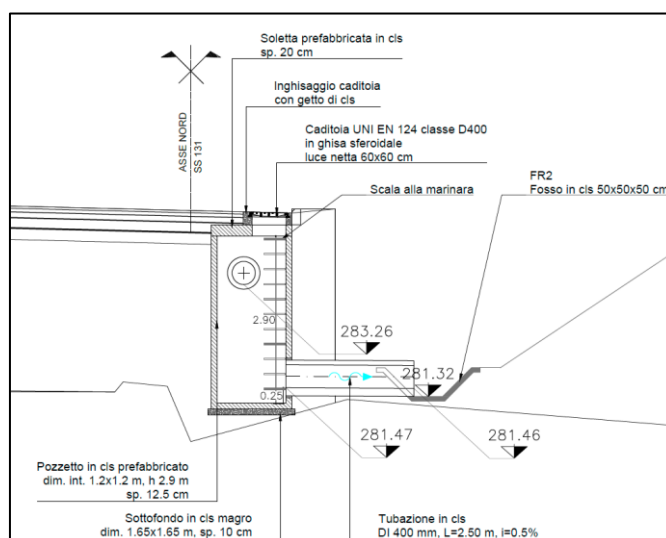 Soletta prefabbricata in cls
sp. 20 cm
Inghisaggio caditoia
con getto di cls
ASSE NORD
SS 131
Caditoia UNI EN 124 classe D400
in ghisa sferoidale
luce netta 60x60 cm
Scala alla marinara
FR2
Fosso in cls 50x50x50 cm
2.90
283.26
281.32
0.25
281.47
281.46
Pozzetto in cls prefabbricato
dim. int. 1.2x1.2 m, h 2.9 m
sp. 12.5 cm
Sottofondo in cls magro
dim. 1.65x1.65 m, sp. 10 cm
Tubazione in cls
DI 400 mm, L=2.50 m, i=0.5%